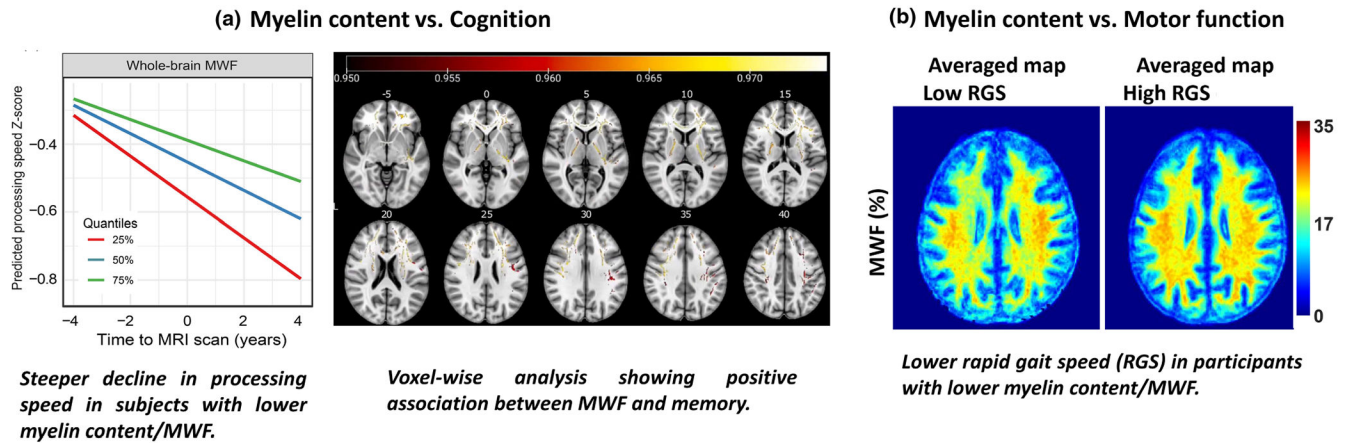 (a) Myelin content vs. Cognition
Whole-brain MWF
Predicted processing speed Z-score
−0.4
−0.6
−0.8
Quantiles
25%
50%
75%
−4 −2 0 2 4
Time to MRI scan (years)
Steeper decline in processing
speed in subjects with lower
myelin content/MWF.
0.950 0.955 0.960 0.965 0.970
-5 0 5 10 15
L
20 25 30 35 40
Voxel-wise analysis showing positive
association between MWF and memory.
(b) Myelin content vs. Motor function
Averaged map
Low RGS
Averaged map
High RGS
MWF (%)
35
17
0
Lower rapid gait speed (RGS) in participants
with lower myelin content/MWF.